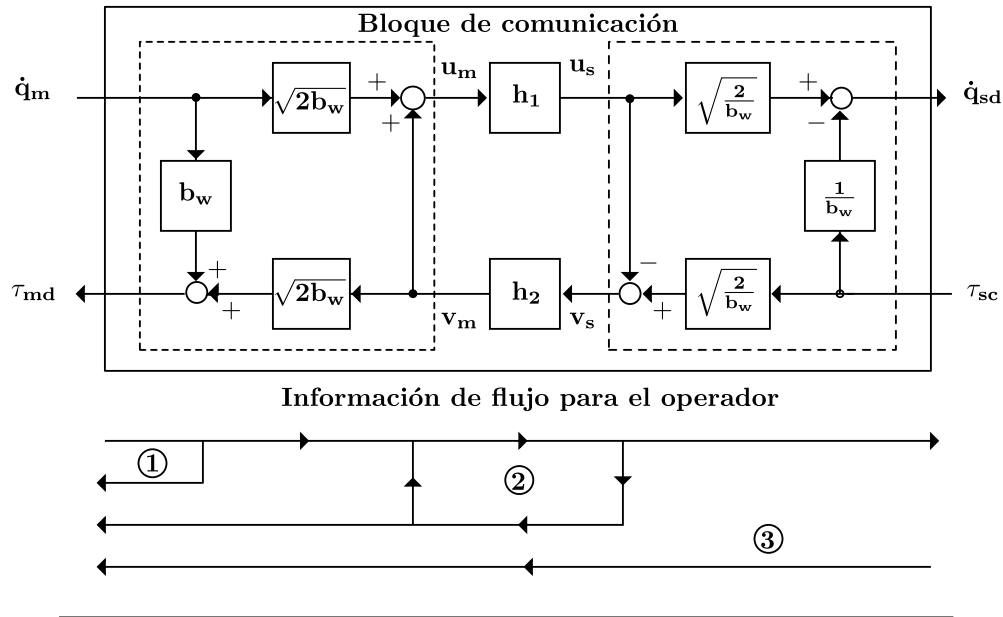 Bloque de comunicación
q̇m
√2bw
+
+
um
h1
us
√2/bw
+
−
q̇sd
bw
1/bw
τmd
+
+
√2bw
vm
h2
vs
−
+
√2/bw
τsc
Información de flujo para el operador
1
2
3